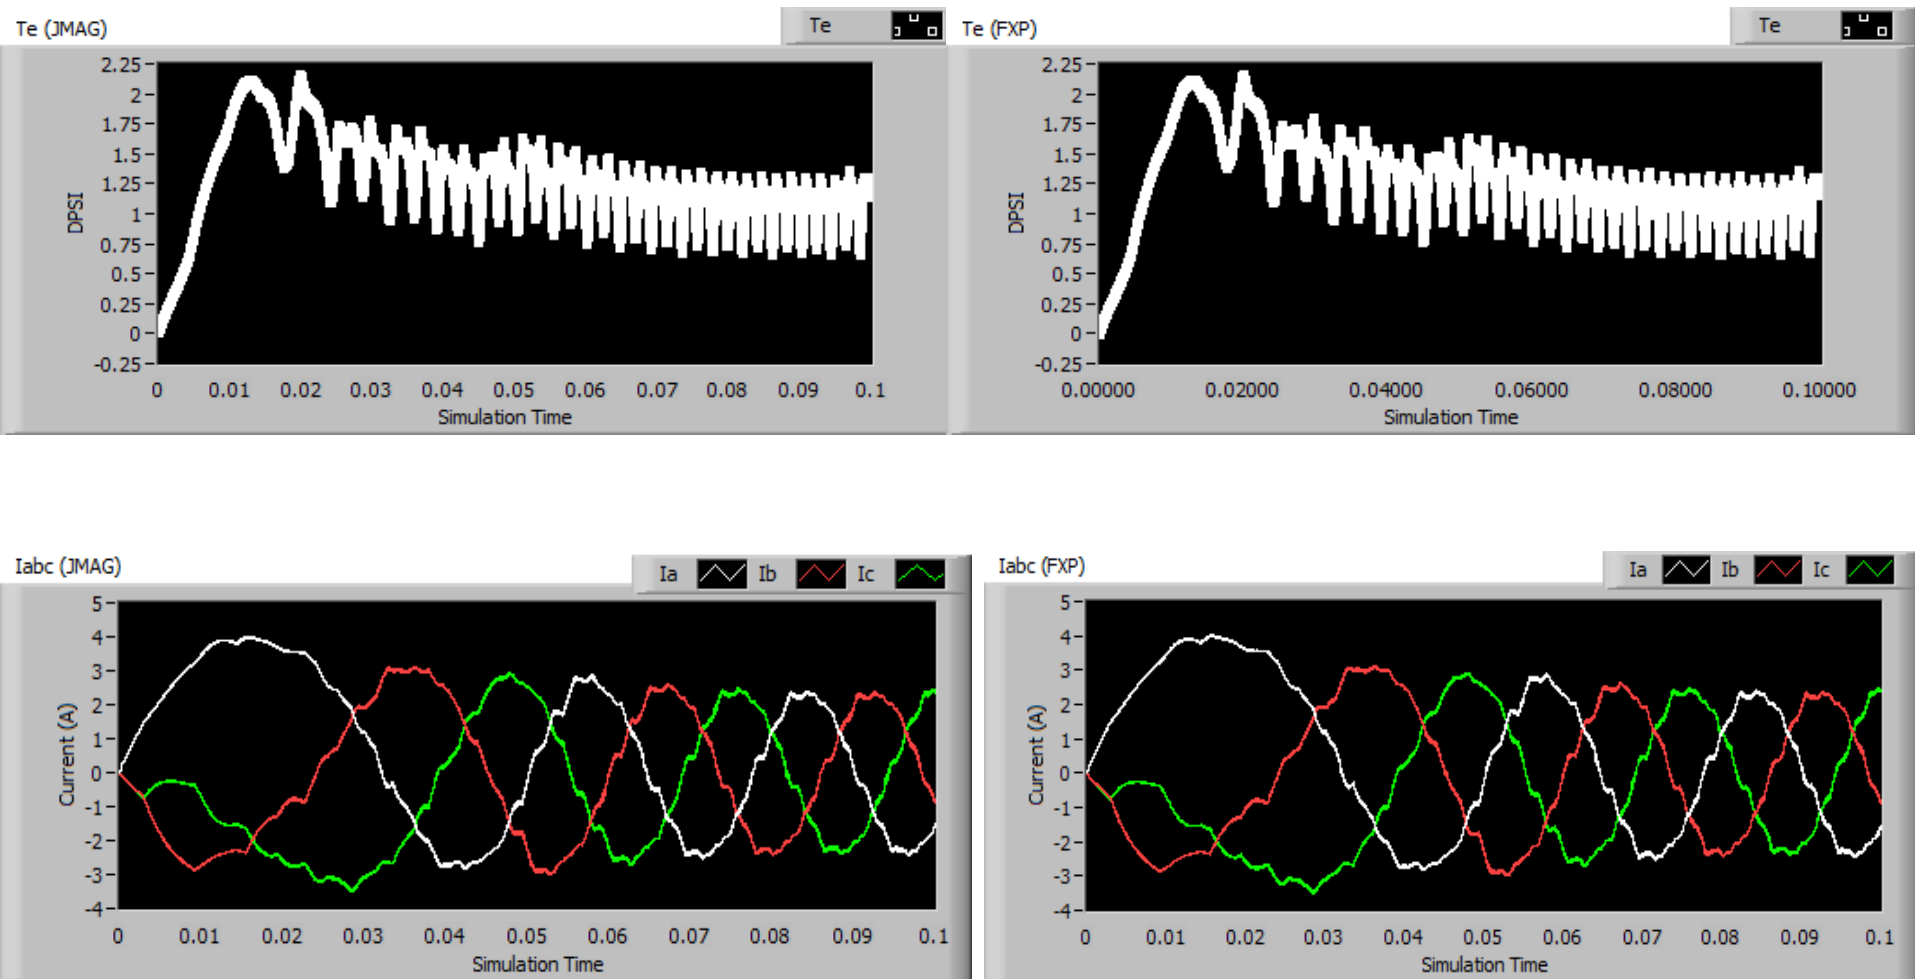 Te (JMAG)
Te
2.25
2
1.75
1.5
1.25
1
0.75
0.5
0.25
0
-0.25
DPSI
0 0.01 0.02 0.03 0.04 0.05 0.06 0.07 0.08 0.09 0.1
Simulation Time
Te (FXP)
Te
2.25
2
1.75
1.5
1.25
1
0.75
0.5
0.25
0
-0.25
DPSI
0.00000 0.02000 0.04000 0.06000 0.08000 0.10000
Simulation Time
Iabc (JMAG)
Ia Ib Ic
5
4
3
2
1
0
-1
-2
-3
-4
Current (A)
0 0.01 0.02 0.03 0.04 0.05 0.06 0.07 0.08 0.09 0.1
Simulation Time
Iabc (FXP)
Ia Ib Ic
5
4
3
2
1
0
-1
-2
-3
-4
Current (A)
0 0.01 0.02 0.03 0.04 0.05 0.06 0.07 0.08 0.09 0.1
Simulation Time